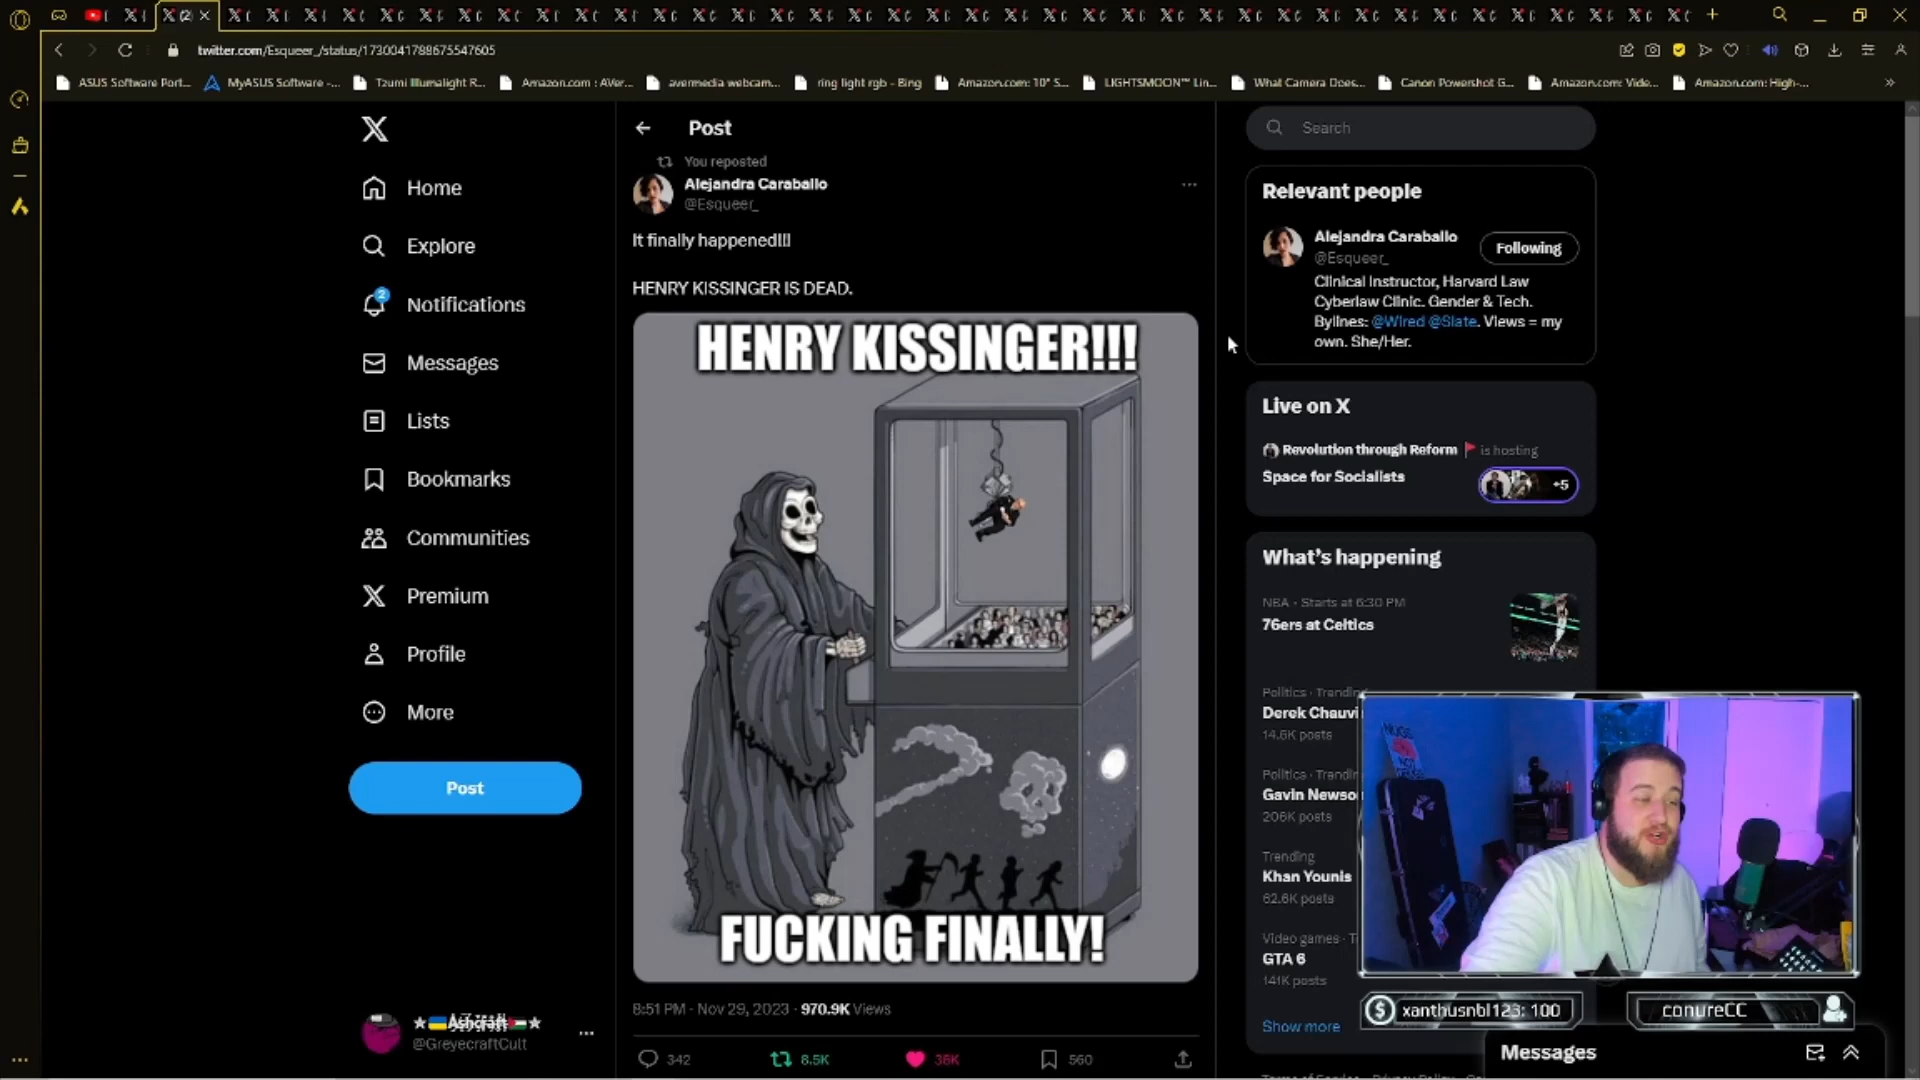 twitter.com/Esqueer_/status/1730041788675547605
ASUS Software Port...
MyASUS Software -...
Tzumi Illumalight R...
Amazon.com : AVer...
avermedia webcam...
ring light rgb - Bing
Amazon.com: 10" S...
LIGHTSMOON™ Lin...
What Camera Does...
Canon Powershot G...
Amazon.com: Vide...
Amazon.com: High-...
Home
Explore
2
Notifications
Messages
Lists
Bookmarks
Communities
Premium
Profile
More
Post
@GreyecraftCult
Post
You reposted
Alejandra Caraballo
@Esqueer_
It finally happened!!!
HENRY KISSINGER IS DEAD.
HENRY KISSINGER!!!
FUCKING FINALLY!
8:51 PM · Nov 29, 2023 · 970.9K Views
342
8.5K
36K
560
Search
Relevant people
Alejandra Caraballo
Following
@Esqueer_
Clinical Instructor, Harvard Law
Cyberlaw Clinic. Gender & Tech.
Bylines: @Wired @Slate. Views = my
own. She/Her.
Live on X
Revolution through Reform is hosting
Space for Socialists
+5
What's happening
NBA · Starts at 6:30 PM
76ers at Celtics
Politics · Trending
Derek Chauvi
14.6K posts
Politics · Trending
Gavin Newso
206K posts
Trending
Khan Younis
62.6K posts
Video games · T
GTA 6
141K posts
Show more
xanthusnbl123: 100
conureCC
Messages